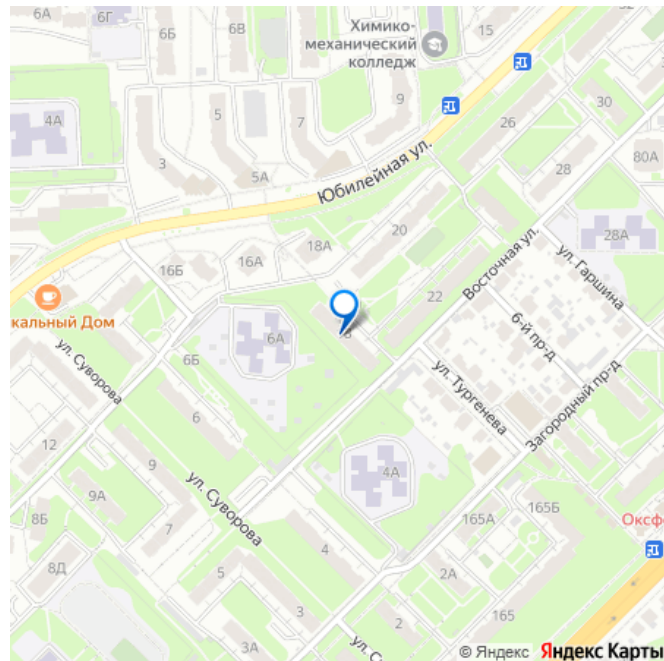 6А
6Г
6Б
6В
Химико-
механический
колледж
15
32
4А
5
7
9
26
30
3
5А
Юбилейная ул.
28
80А
20
18А
16А
16Б
Восточная ул.
28А
ул. Гаршина
22
6-й пр-д
кальный Дом
6А
ул. Суворова
6Б
ул. Тургенева
Загородный пр-д
6
12
9
4А
9А
ул. Суворова
7
8Б
165А
165Б
Оксф
4
5
8Д
2А
3
165
2
3А
ул. Су
© Яндекс Яндекс Карты